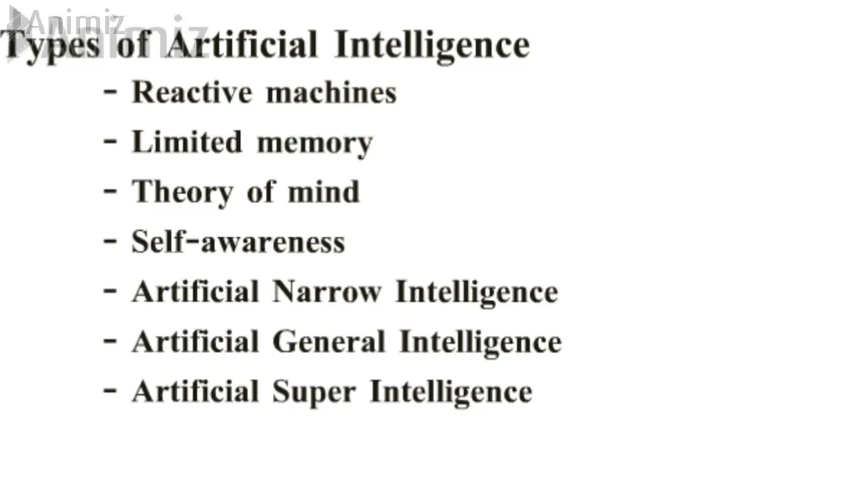 Animiz
Animiz
Types of Artificial Intelligence
- Reactive machines
- Limited memory
- Theory of mind
- Self-awareness
- Artificial Narrow Intelligence
- Artificial General Intelligence
- Artificial Super Intelligence